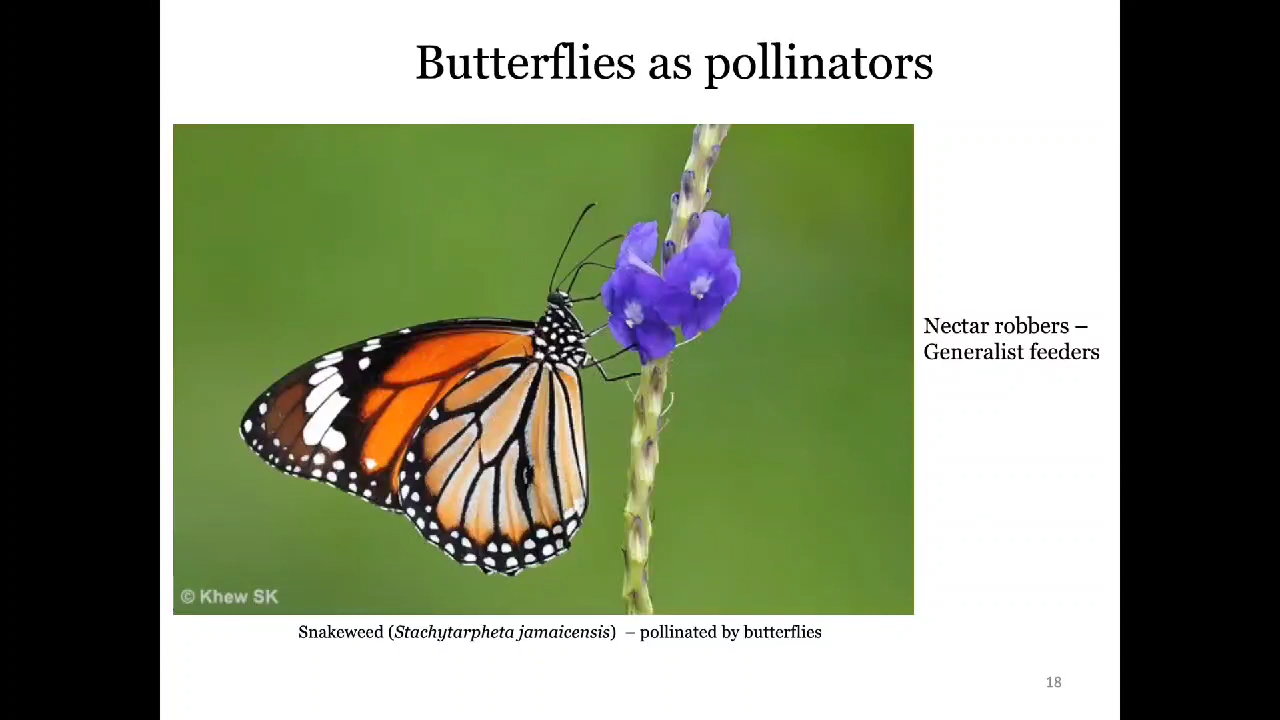 Butterflies as pollinators
Nectar robbers –
Generalist feeders
© Khew SK
Snakeweed (Stachytarpheta jamaicensis) – pollinated by butterflies
18